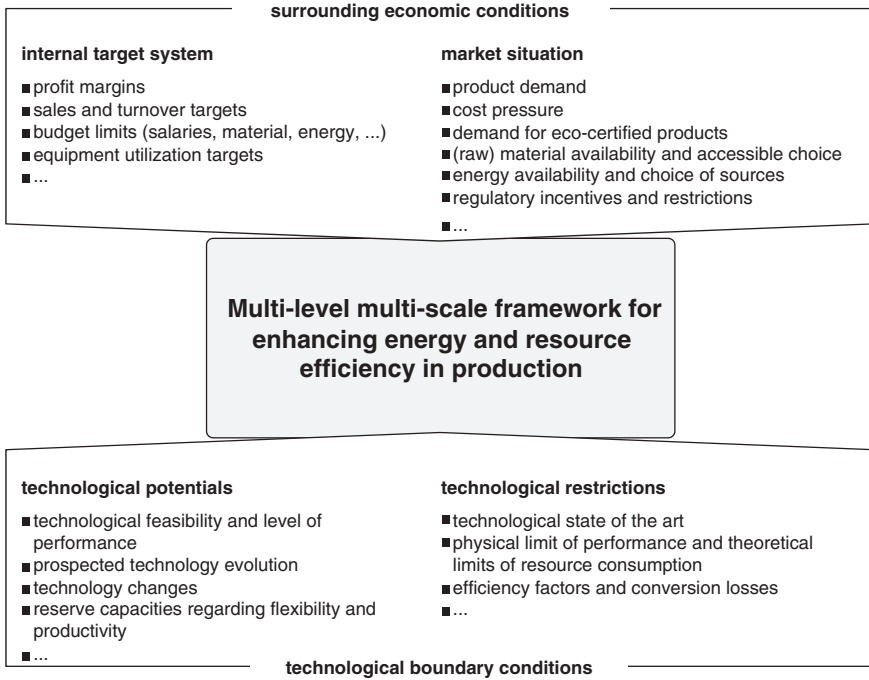 surrounding economic conditions
internal target system
■ profit margins
■ sales and turnover targets
■ budget limits (salaries, material, energy, ...)
■ equipment utilization targets
■ ...
market situation
■ product demand
■ cost pressure
■ demand for eco-certified products
■ (raw) material availability and accessible choice
■ energy availability and choice of sources
■ regulatory incentives and restrictions
■ ...
Multi-level multi-scale framework for
enhancing energy and resource
efficiency in production
technological potentials
■ technological feasibility and level of
performance
■ prospected technology evolution
■ technology changes
■ reserve capacities regarding flexibility and
productivity
■ ...
technological restrictions
■ technological state of the art
■ physical limit of performance and theoretical
limits of resource consumption
■ efficiency factors and conversion losses
■ ...
technological boundary conditions